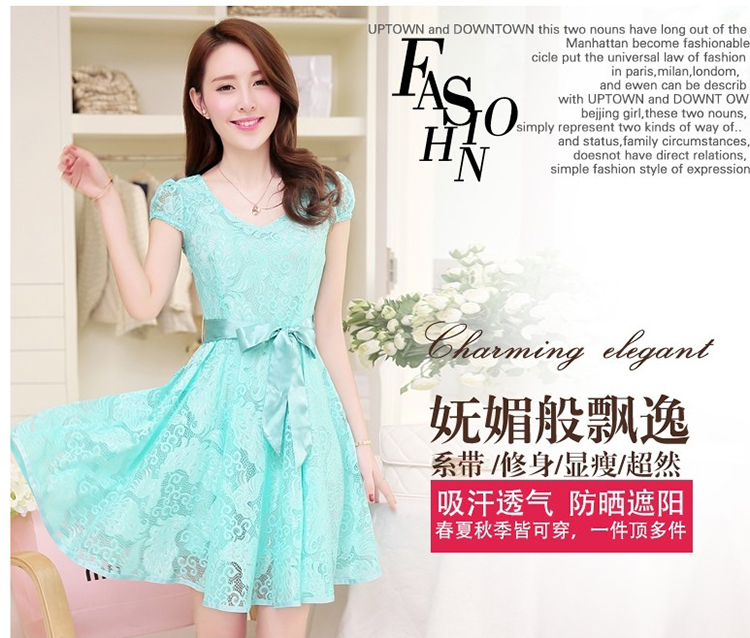 UPTOWN and DOWNTOWN this two nouns have long out of the
Manhattan become fashionable
cicle put the universal law of fashion
in paris,milan,londom,
and ewen can be describ
with UPTOWN and DOWNT OW
bejjing girl,these two nouns,
simply represent two kinds of way of..
and status,family circumstances,
doesnot have direct relations,
simple fashion style of expression
FASHION
Charming elegant
妩媚般飘逸
系带/修身/显瘦/超然
吸汗透气 防晒遮阳
春夏秋季皆可穿，一件顶多件